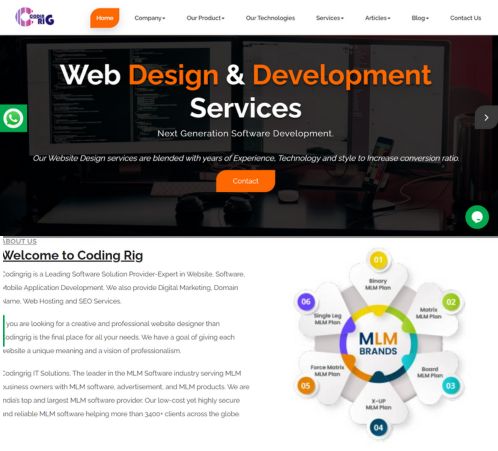 CODING RIG
Home Company Our Product Our Technologies Services Articles Blog Contact Us
Web Design & Development
Services
Next Generation Software Development.
Our Website Design services are blended with years of Experience, Technology and style to Increase conversion ratio.
Contact
ABOUT US
Welcome to Coding Rig
Codingrig is a Leading Software Solution Provider-Expert in Website, Software,
Mobile Application Development. We also provide Digital Marketing, Domain
Name, Web Hosting and SEO Services.
you are looking for a creative and professional website designer than
codingrig is the final place for all your needs. We have a goal of giving each
website a unique meaning and a vision of professionalism.
Codingrig IT Solutions, The leader in the MLM Software industry serving MLM
business owners with MLM software, advertisement, and MLM products. We are
India's top and largest MLM software provider. Our low-cost yet highly secure
and reliable MLM software helping more than 3400+ clients across the globe.
01
Binary
MLM Plan
02
Matrix
MLM Plan
03
Board
MLM Plan
04
X-UP
MLM Plan
05
Force Matrix
MLM Plan
06
Single Leg
MLM Plan
MLM
BRANDS